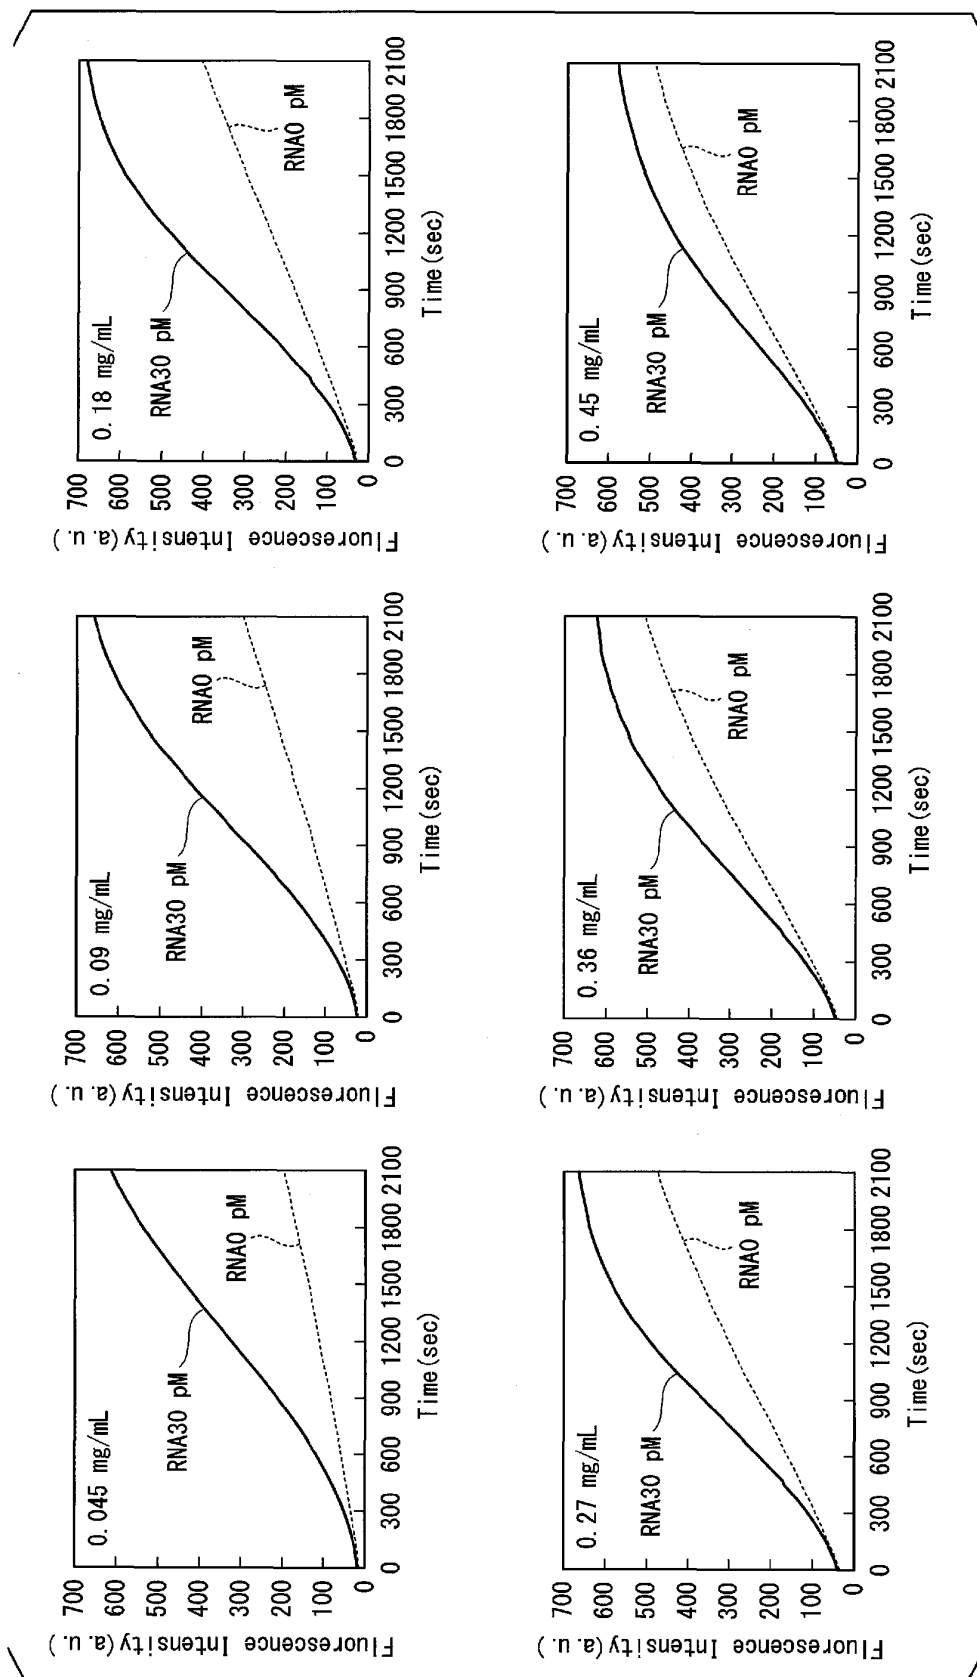 0.045 mg/mL
Fluorescence Intensity(a.u.)
700
600
500
400
300
200
100
0
RNA30 pM
RNA0 pM
0 300 600 900 1200 1500 1800 2100
Time(sec)
0.09 mg/mL
Fluorescence Intensity(a.u.)
700
600
500
400
300
200
100
0
RNA30 pM
RNA0 pM
0 300 600 900 1200 1500 1800 2100
Time(sec)
0.18 mg/mL
Fluorescence Intensity(a.u.)
700
600
500
400
300
200
100
0
RNA30 pM
RNA0 pM
0 300 600 900 1200 1500 1800 2100
Time(sec)
0.27 mg/mL
Fluorescence Intensity(a.u.)
700
600
500
400
300
200
100
0
RNA30 pM
RNA0 pM
0 300 600 900 1200 1500 1800 2100
Time(sec)
0.36 mg/mL
Fluorescence Intensity(a.u.)
700
600
500
400
300
200
100
0
RNA30 pM
RNA0 pM
0 300 600 900 1200 1500 1800 2100
Time(sec)
0.45 mg/mL
Fluorescence Intensity(a.u.)
700
600
500
400
300
200
100
0
RNA30 pM
RNA0 pM
0 300 600 900 1200 1500 1800 2100
Time(sec)